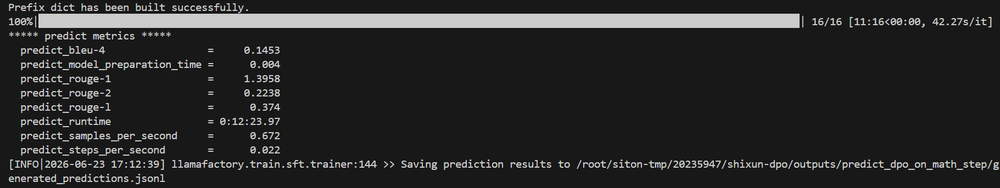 Prefix dict has been built successfully.
100%| | 16/16 [11:16<00:00, 42.27s/it]
***** predict metrics *****
  predict_bleu-4                 =     0.1453
  predict_model_preparation_time =      0.004
  predict_rouge-1                =     1.3958
  predict_rouge-2                =     0.2238
  predict_rouge-l                =      0.374
  predict_runtime                = 0:12:23.97
  predict_samples_per_second     =      0.672
  predict_steps_per_second       =      0.022
[INFO|2026-06-23 17:12:39] llamafactory.train.sft.trainer:144 >> Saving prediction results to /root/siton-tmp/20235947/shixun-dpo/outputs/predict_dpo_on_math_step/g
enerated_predictions.jsonl